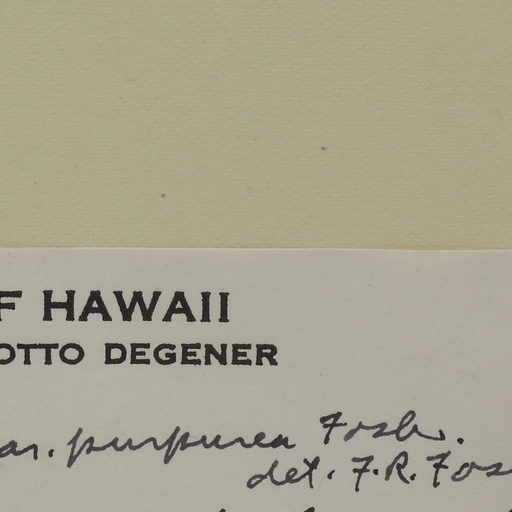 F HAWAII
OTTO DEGENER
ar. purpurea Fosb.
det. F.R. Fos